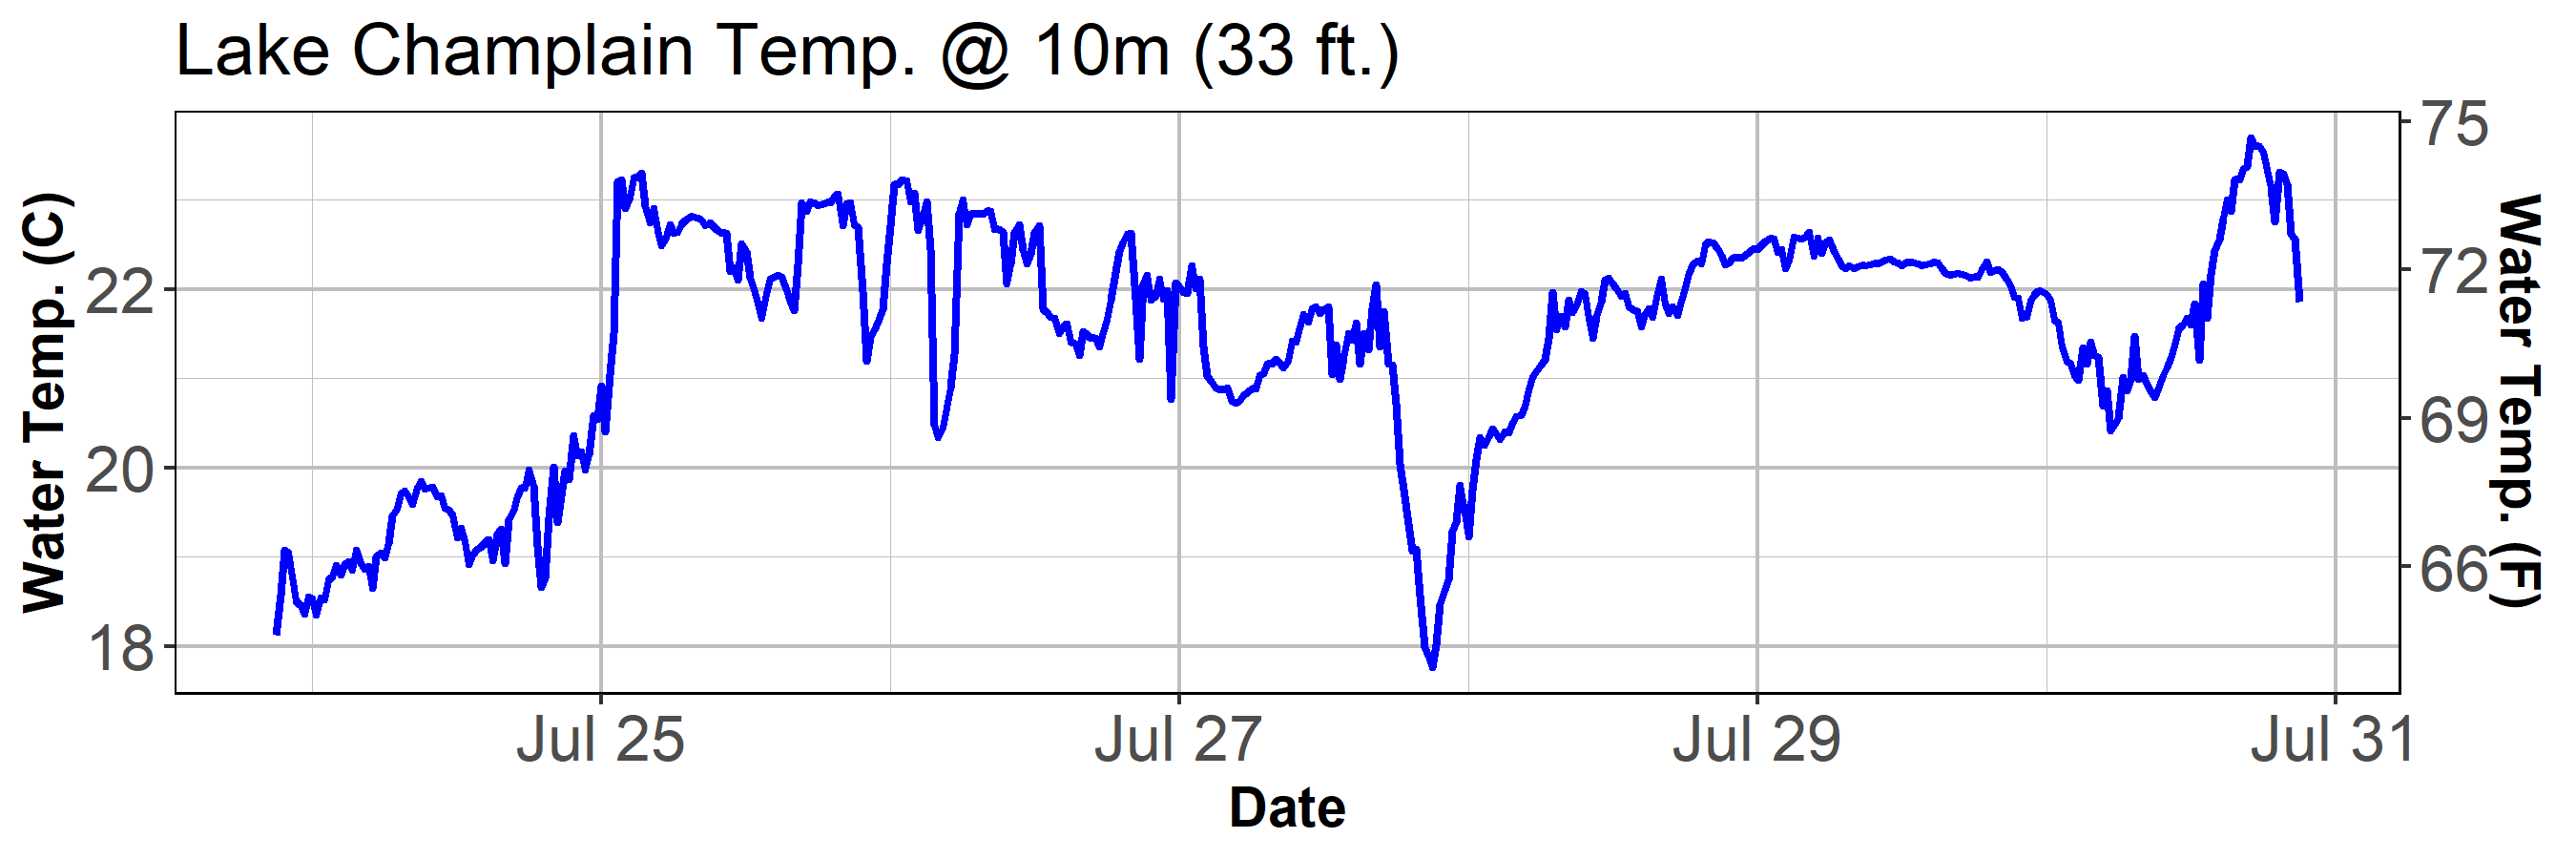 Lake Champlain Temp. @ 10m (33 ft.)
Water Temp. (C)
22
20
18
75
72
69
66
Water Temp. (F)
Jul 25
Jul 27
Jul 29
Jul 31
Date